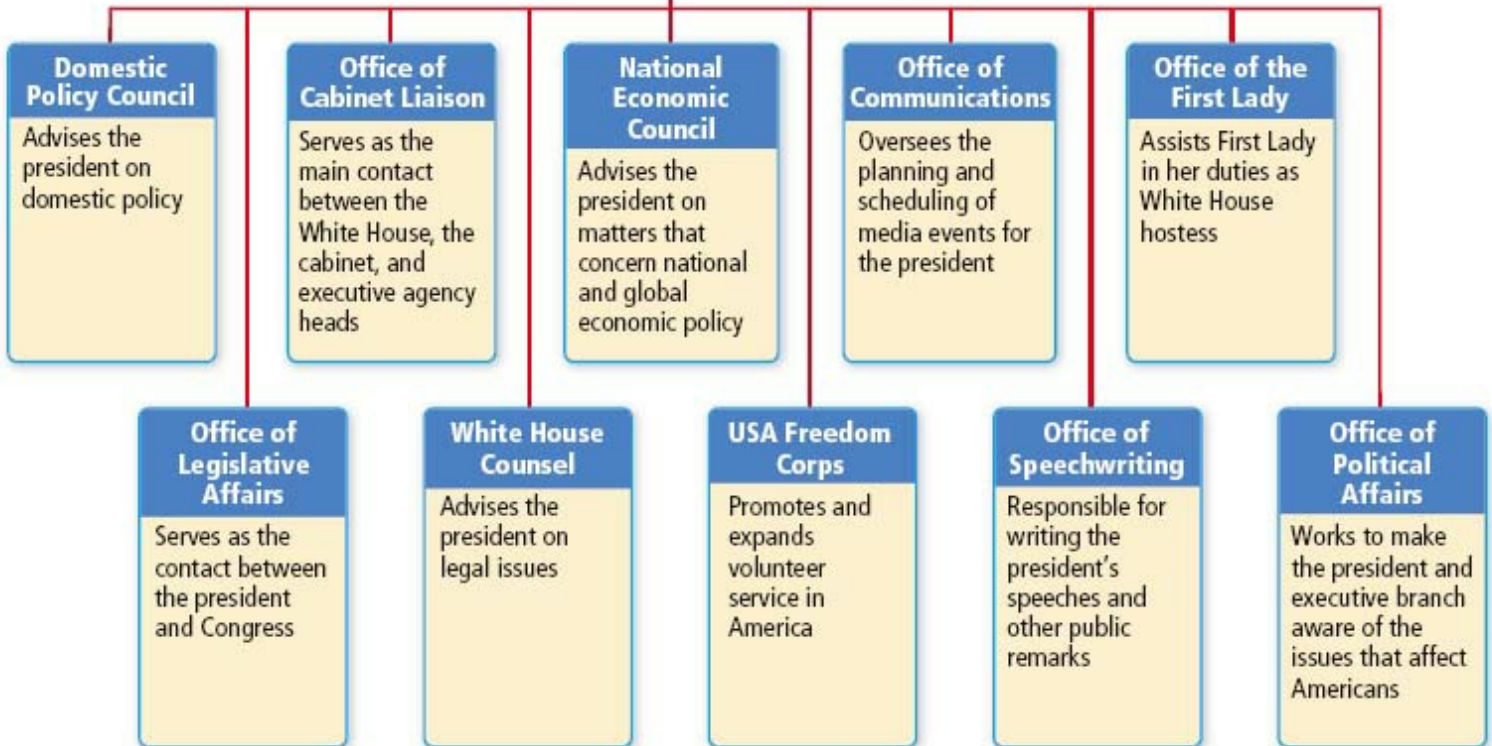 Domestic
Policy Council
Advises the
president on
domestic policy
Office of
Cabinet Liaison
Serves as the
main contact
between the
White House, the
cabinet, and
executive agency
heads
National
Economic
Council
Advises the
president on
matters that
concern national
and global
economic policy
Office of
Communications
Oversees the
planning and
scheduling of
media events for
the president
Office of the
First Lady
Assists First Lady
in her duties as
White House
hostess
Office of
Legislative
Affairs
Serves as the
contact between
the president
and Congress
White House
Counsel
Advises the
president on
legal issues
USA Freedom
Corps
Promotes and
expands
volunteer
service in
America
Office of
Speechwriting
Responsible for
writing the
president's
speeches and
other public
remarks
Office of
Political
Affairs
Works to make
the president and
executive branch
aware of the
issues that affect
Americans